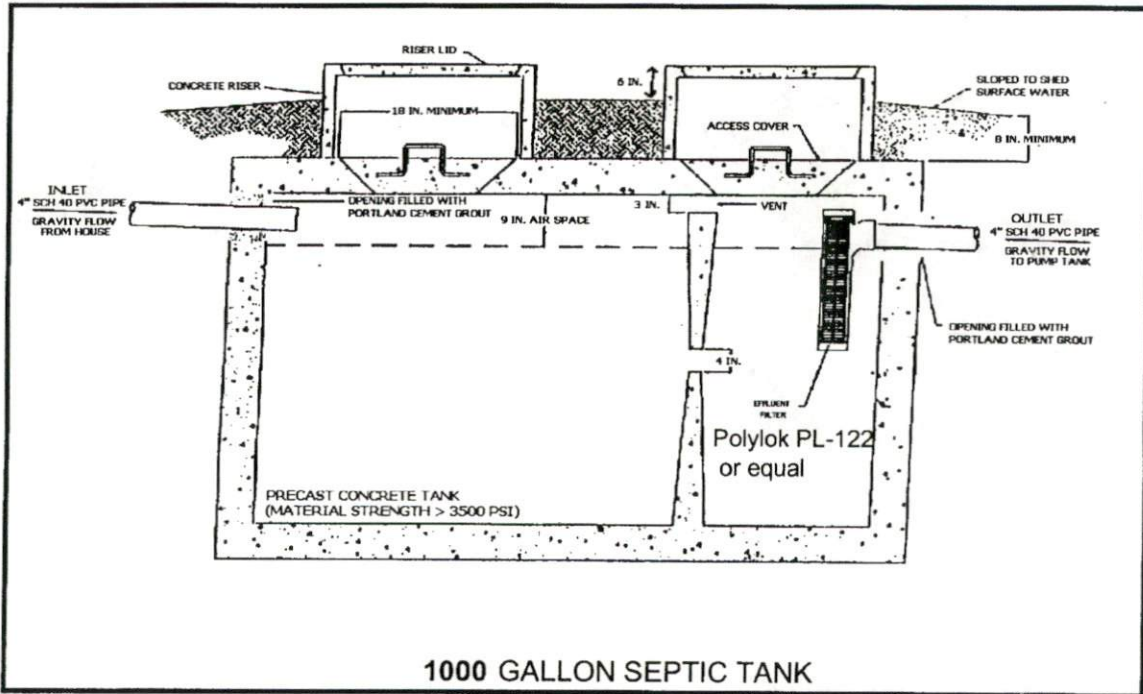 RISER LID
CONCRETE RISER
6 IN.
SLOPED TO SHED
SURFACE WATER
18 IN. MINIMUM
ACCESS COVER
8 IN. MINIMUM
INLET
4" SCH 40 PVC PIPE
GRAVITY FLOW
FROM HOUSE
OPENING FILLED WITH
PORTLAND CEMENT GROUT
9 IN. AIR SPACE
3 IN.
VENT
OUTLET
4" SCH 40 PVC PIPE
GRAVITY FLOW
TO PUMP TANK
OPENING FILLED WITH
PORTLAND CEMENT GROUT
4 IN.
EFFLUENT
FILTER
Polylok PL-122
or equal
PRECAST CONCRETE TANK
(MATERIAL STRENGTH > 3500 PSI)
1000 GALLON SEPTIC TANK